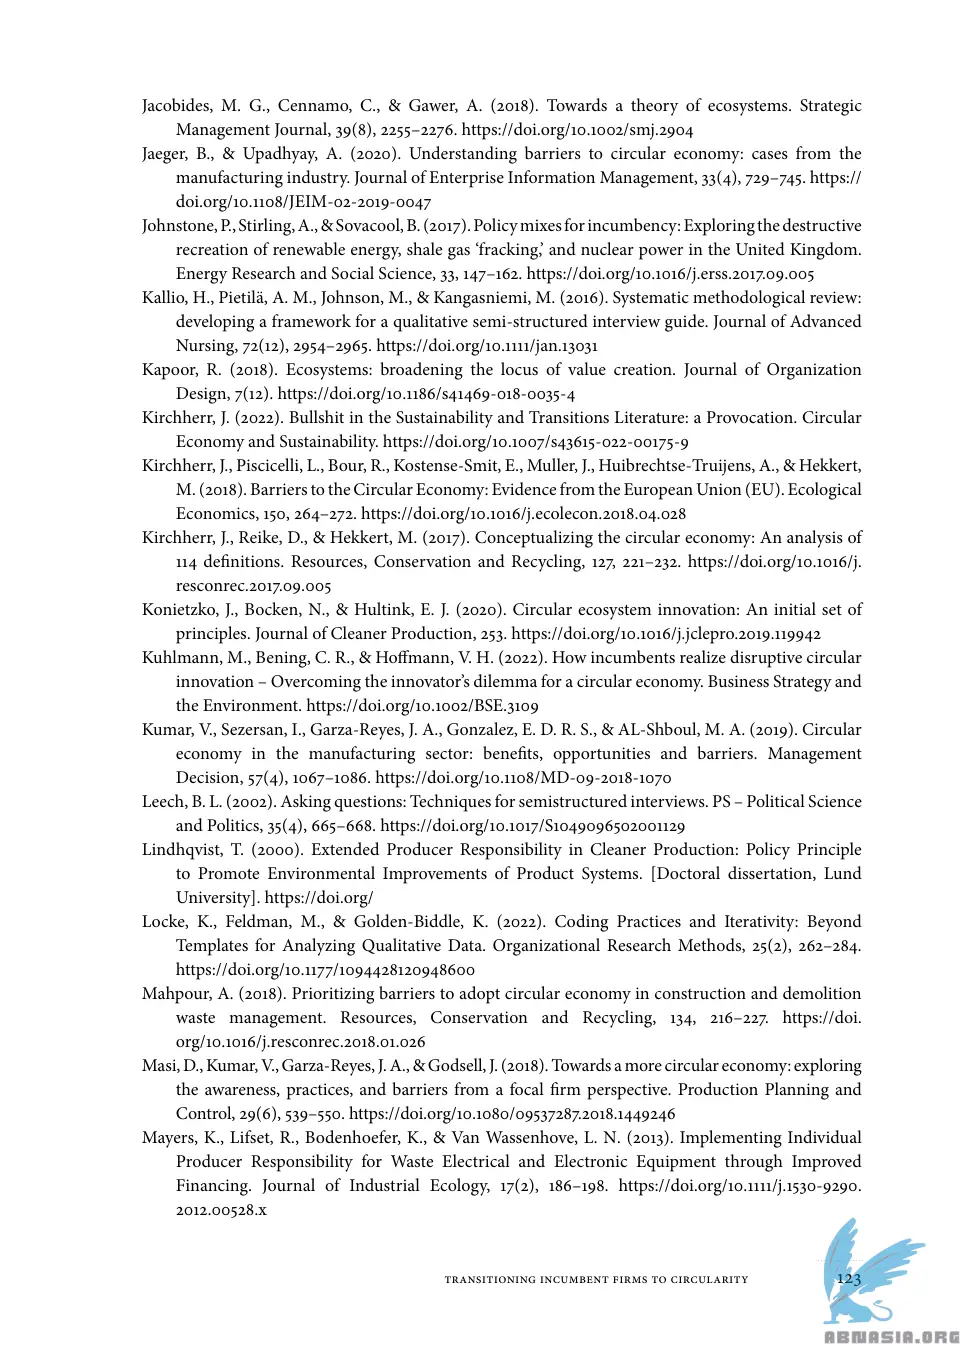 Jacobides, M. G., Cennamo, C., & Gawer, A. (2018). Towards a theory of ecosystems. Strategic
Management Journal, 39(8), 2255–2276. https://doi.org/10.1002/smj.2904
Jaeger, B., & Upadhyay, A. (2020). Understanding barriers to circular economy: cases from the
manufacturing industry. Journal of Enterprise Information Management, 33(4), 729–745. https://
doi.org/10.1108/JEIM-02-2019-0047
Johnstone, P., Stirling, A., & Sovacool, B. (2017). Policy mixes for incumbency: Exploring the destructive
recreation of renewable energy, shale gas ‘fracking,’ and nuclear power in the United Kingdom.
Energy Research and Social Science, 33, 147–162. https://doi.org/10.1016/j.erss.2017.09.005
Kallio, H., Pietilä, A. M., Johnson, M., & Kangasniemi, M. (2016). Systematic methodological review:
developing a framework for a qualitative semi-structured interview guide. Journal of Advanced
Nursing, 72(12), 2954–2965. https://doi.org/10.1111/jan.13031
Kapoor, R. (2018). Ecosystems: broadening the locus of value creation. Journal of Organization
Design, 7(12). https://doi.org/10.1186/s41469-018-0035-4
Kirchherr, J. (2022). Bullshit in the Sustainability and Transitions Literature: a Provocation. Circular
Economy and Sustainability. https://doi.org/10.1007/s43615-022-00175-9
Kirchherr, J., Piscicelli, L., Bour, R., Kostense-Smit, E., Muller, J., Huibrechtse-Truijens, A., & Hekkert,
M. (2018). Barriers to the Circular Economy: Evidence from the European Union (EU). Ecological
Economics, 150, 264–272. https://doi.org/10.1016/j.ecolecon.2018.04.028
Kirchherr, J., Reike, D., & Hekkert, M. (2017). Conceptualizing the circular economy: An analysis of
114 definitions. Resources, Conservation and Recycling, 127, 221–232. https://doi.org/10.1016/j.
resconrec.2017.09.005
Konietzko, J., Bocken, N., & Hultink, E. J. (2020). Circular ecosystem innovation: An initial set of
principles. Journal of Cleaner Production, 253. https://doi.org/10.1016/j.jclepro.2019.119942
Kuhlmann, M., Bening, C. R., & Hoffmann, V. H. (2022). How incumbents realize disruptive circular
innovation – Overcoming the innovator’s dilemma for a circular economy. Business Strategy and
the Environment. https://doi.org/10.1002/BSE.3109
Kumar, V., Sezersan, I., Garza-Reyes, J. A., Gonzalez, E. D. R. S., & AL-Shboul, M. A. (2019). Circular
economy in the manufacturing sector: benefits, opportunities and barriers. Management
Decision, 57(4), 1067–1086. https://doi.org/10.1108/MD-09-2018-1070
Leech, B. L. (2002). Asking questions: Techniques for semistructured interviews. PS – Political Science
and Politics, 35(4), 665–668. https://doi.org/10.1017/S1049096502001129
Lindhqvist, T. (2000). Extended Producer Responsibility in Cleaner Production: Policy Principle
to Promote Environmental Improvements of Product Systems. [Doctoral dissertation, Lund
University]. https://doi.org/
Locke, K., Feldman, M., & Golden-Biddle, K. (2022). Coding Practices and Iterativity: Beyond
Templates for Analyzing Qualitative Data. Organizational Research Methods, 25(2), 262–284.
https://doi.org/10.1177/1094428120948600
Mahpour, A. (2018). Prioritizing barriers to adopt circular economy in construction and demolition
waste management. Resources, Conservation and Recycling, 134, 216–227. https://doi.
org/10.1016/j.resconrec.2018.01.026
Masi, D., Kumar, V., Garza-Reyes, J. A., & Godsell, J. (2018). Towards a more circular economy: exploring
the awareness, practices, and barriers from a focal firm perspective. Production Planning and
Control, 29(6), 539–550. https://doi.org/10.1080/09537287.2018.1449246
Mayers, K., Lifset, R., Bodenhoefer, K., & Van Wassenhove, L. N. (2013). Implementing Individual
Producer Responsibility for Waste Electrical and Electronic Equipment through Improved
Financing. Journal of Industrial Ecology, 17(2), 186–198. https://doi.org/10.1111/j.1530-9290.
2012.00528.x
TRANSITIONING INCUMBENT FIRMS TO CIRCULARITY 123
ABNASIA.ORG